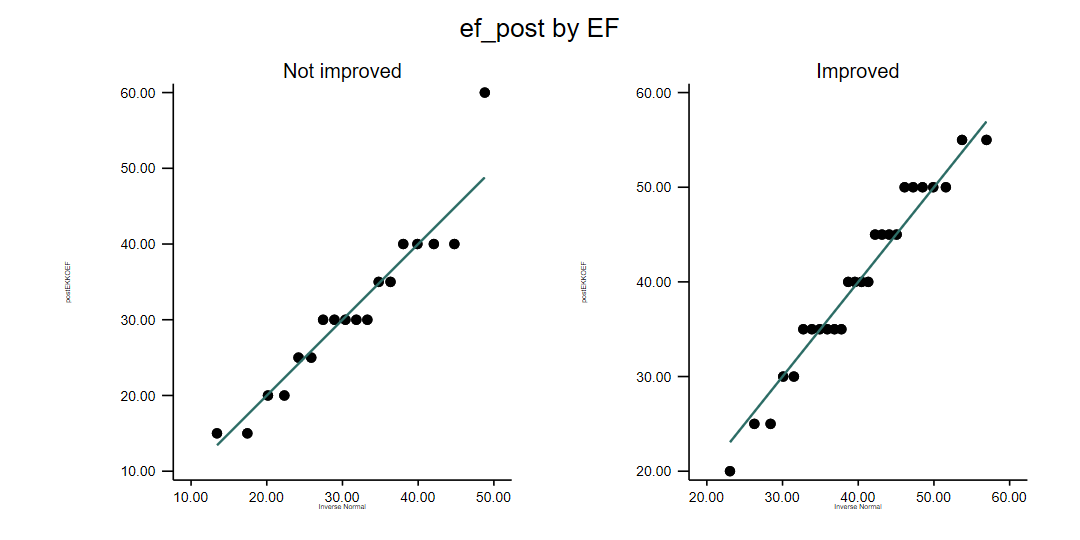 ef_post by EF
Not improved
60.00
50.00
40.00
30.00
20.00
10.00
postEKKOEF
10.00 20.00 30.00 40.00 50.00
Inverse Normal
Improved
60.00
50.00
40.00
30.00
20.00
postEKKOEF
20.00 30.00 40.00 50.00 60.00
Inverse Normal